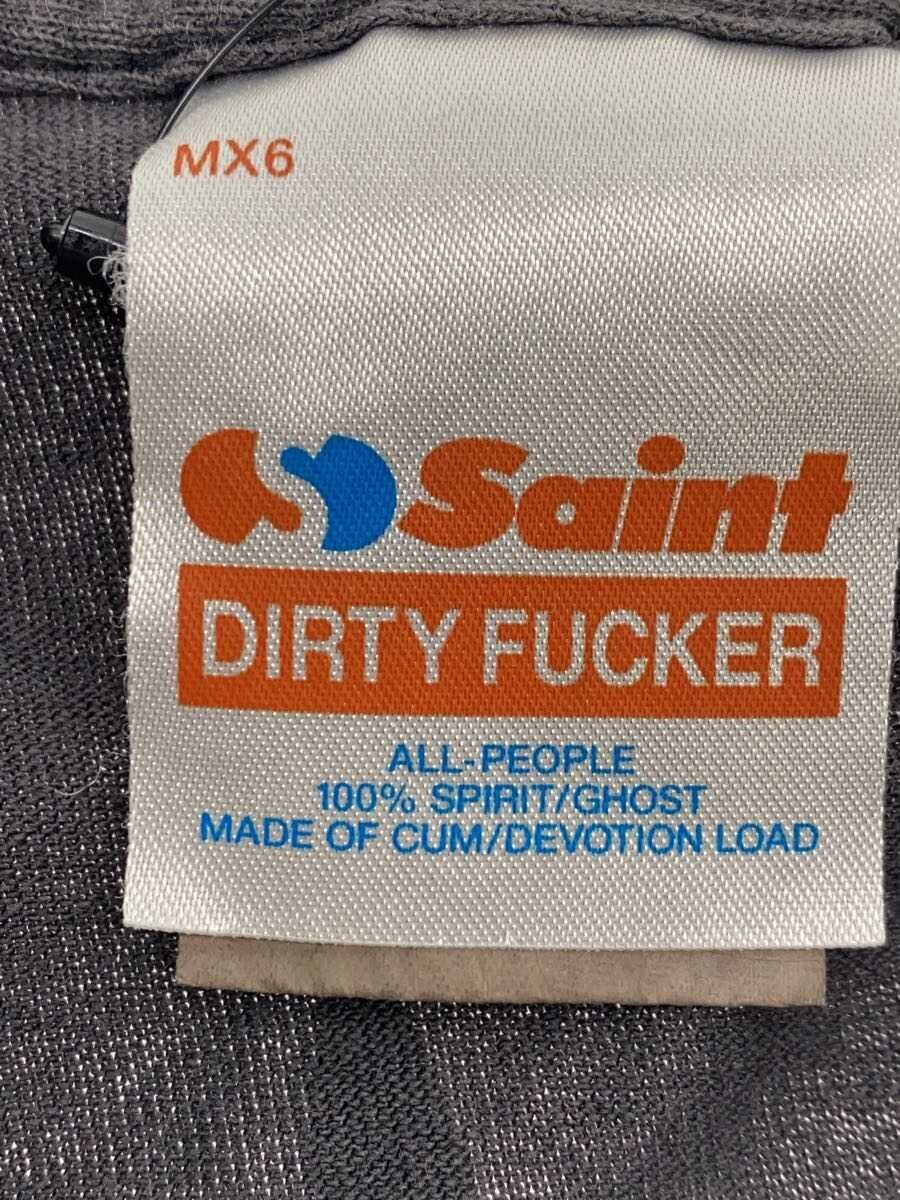 MX6
Saint
DIRTY FUCKER
ALL-PEOPLE
100% SPIRIT/GHOST
MADE OF CUM/DEVOTION LOAD